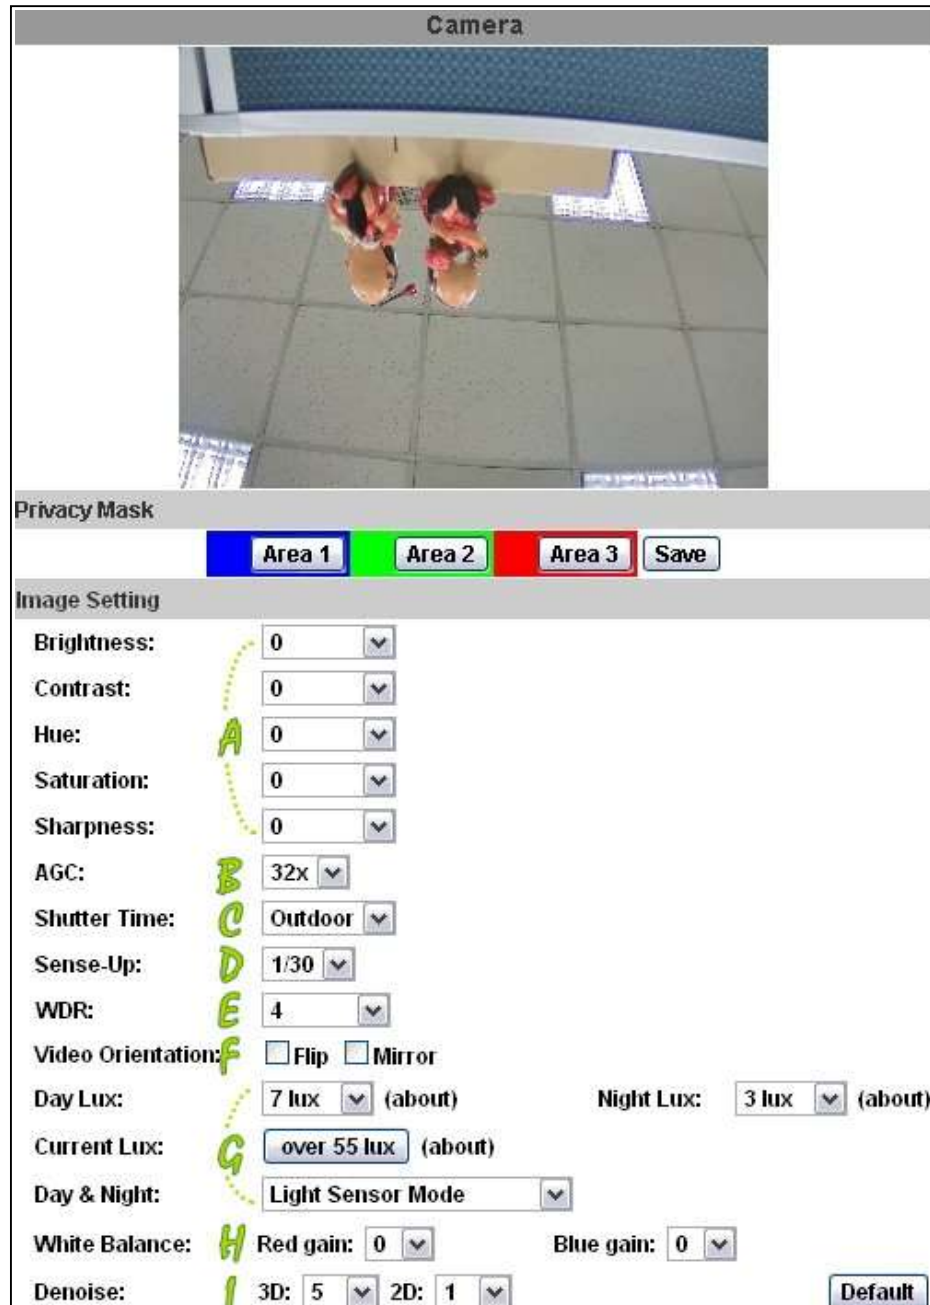 Camera
Privacy Mask
Area 1 Area 2 Area 3 Save
Image Setting
Brightness: 0
Contrast: 0
Hue: A 0
Saturation: 0
Sharpness: 0
AGC: B 32x
Shutter Time: C Outdoor
Sense-Up: D 1/30
WDR: E 4
Video Orientation: F Flip Mirror
Day Lux: 7 lux (about) Night Lux: 3 lux (about)
Current Lux: G over 55 lux (about)
Day & Night: Light Sensor Mode
White Balance: H Red gain: 0 Blue gain: 0
Denoise: I 3D: 5 2D: 1 Default